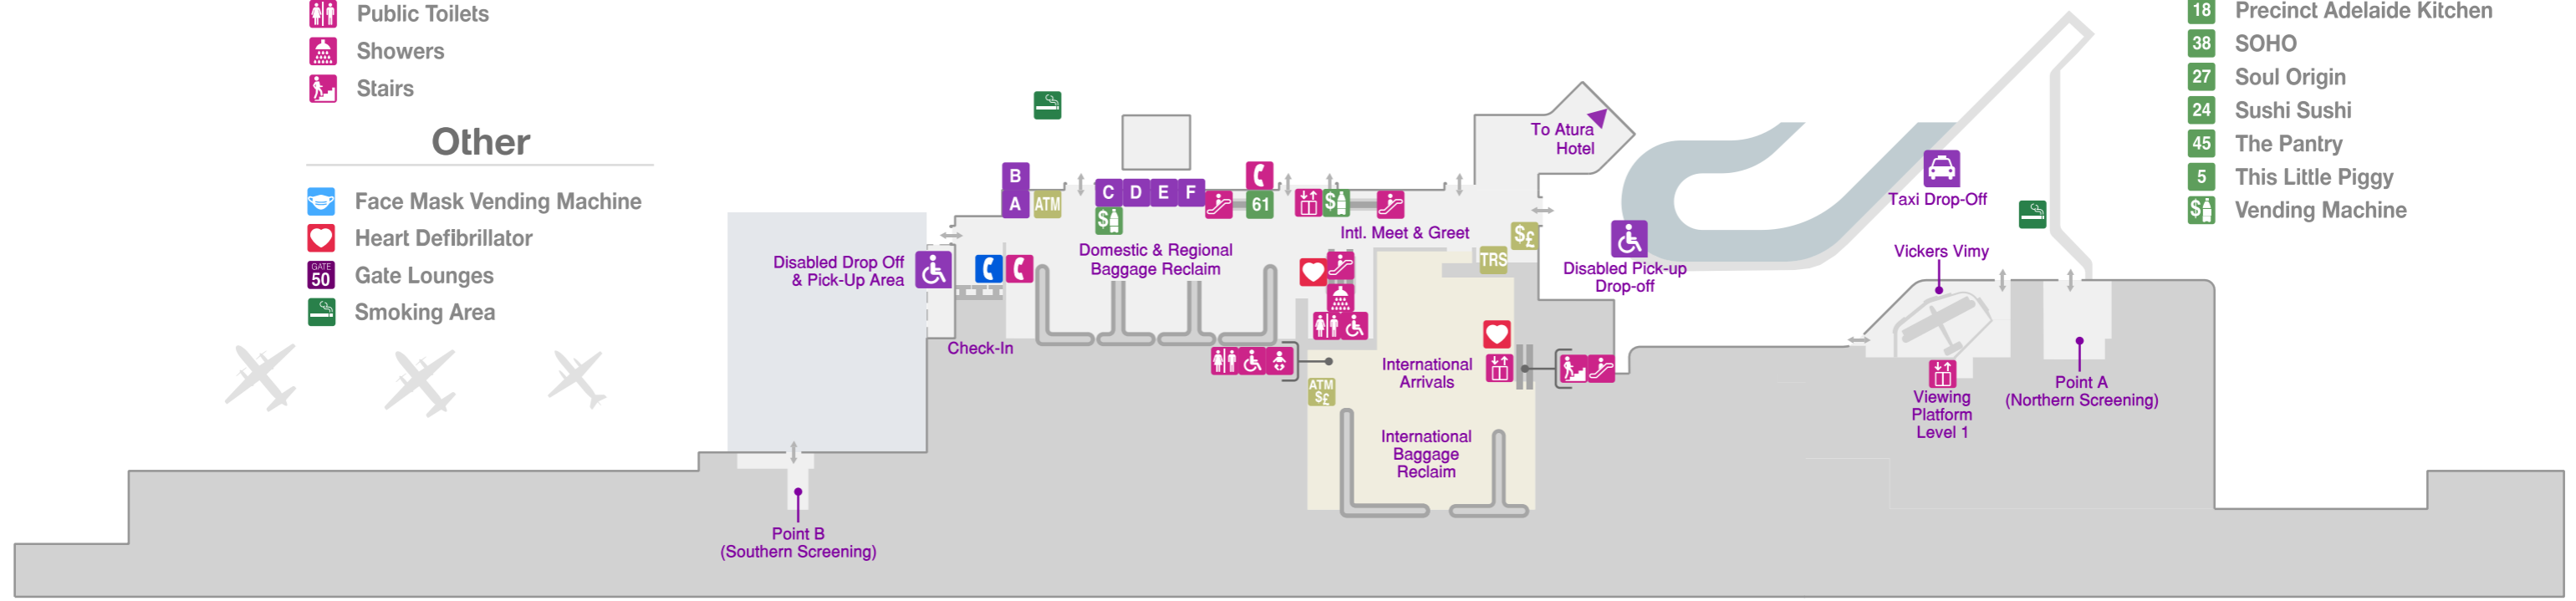 Public Toilets
Showers
Stairs
Other
Face Mask Vending Machine
Heart Defibrillator
GATE
50
Gate Lounges
Smoking Area
18 Precinct Adelaide Kitchen
38 SOHO
27 Soul Origin
24 Sushi Sushi
45 The Pantry
5 This Little Piggy
$ Vending Machine
To Atura
Hotel
B
A
ATM
C D E F
$
61
$
Intl. Meet & Greet
$£
TRS
Domestic & Regional
Baggage Reclaim
Disabled Drop Off
& Pick-Up Area
Check-In
Disabled Pick-up
Drop-off
Taxi Drop-Off
Vickers Vimy
International
Arrivals
ATM
$£
International
Baggage
Reclaim
Viewing
Platform
Level 1
Point A
(Northern Screening)
Point B
(Southern Screening)